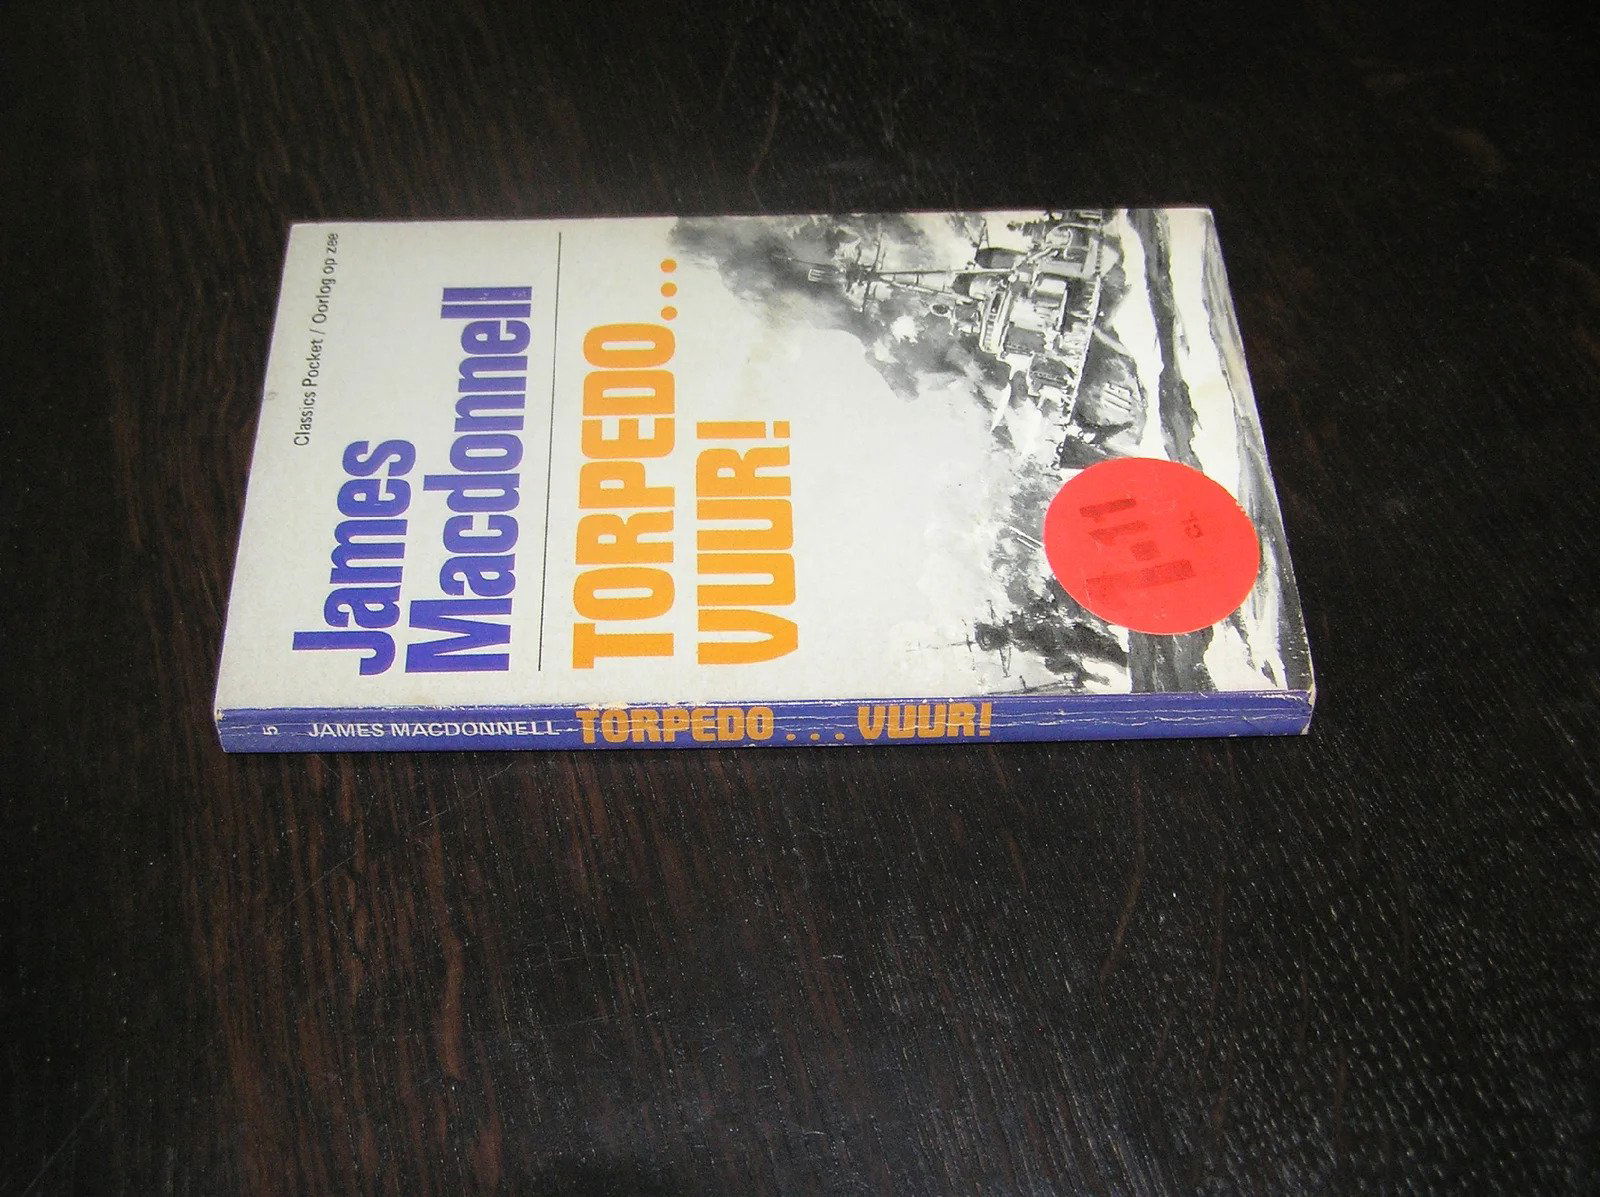 Classics Pocket / Oorlog op zee
James
Macdonnell
TORPEDO...
VUUR!
5 JAMES MACDONNELL - TORPEDO ... VUUR!